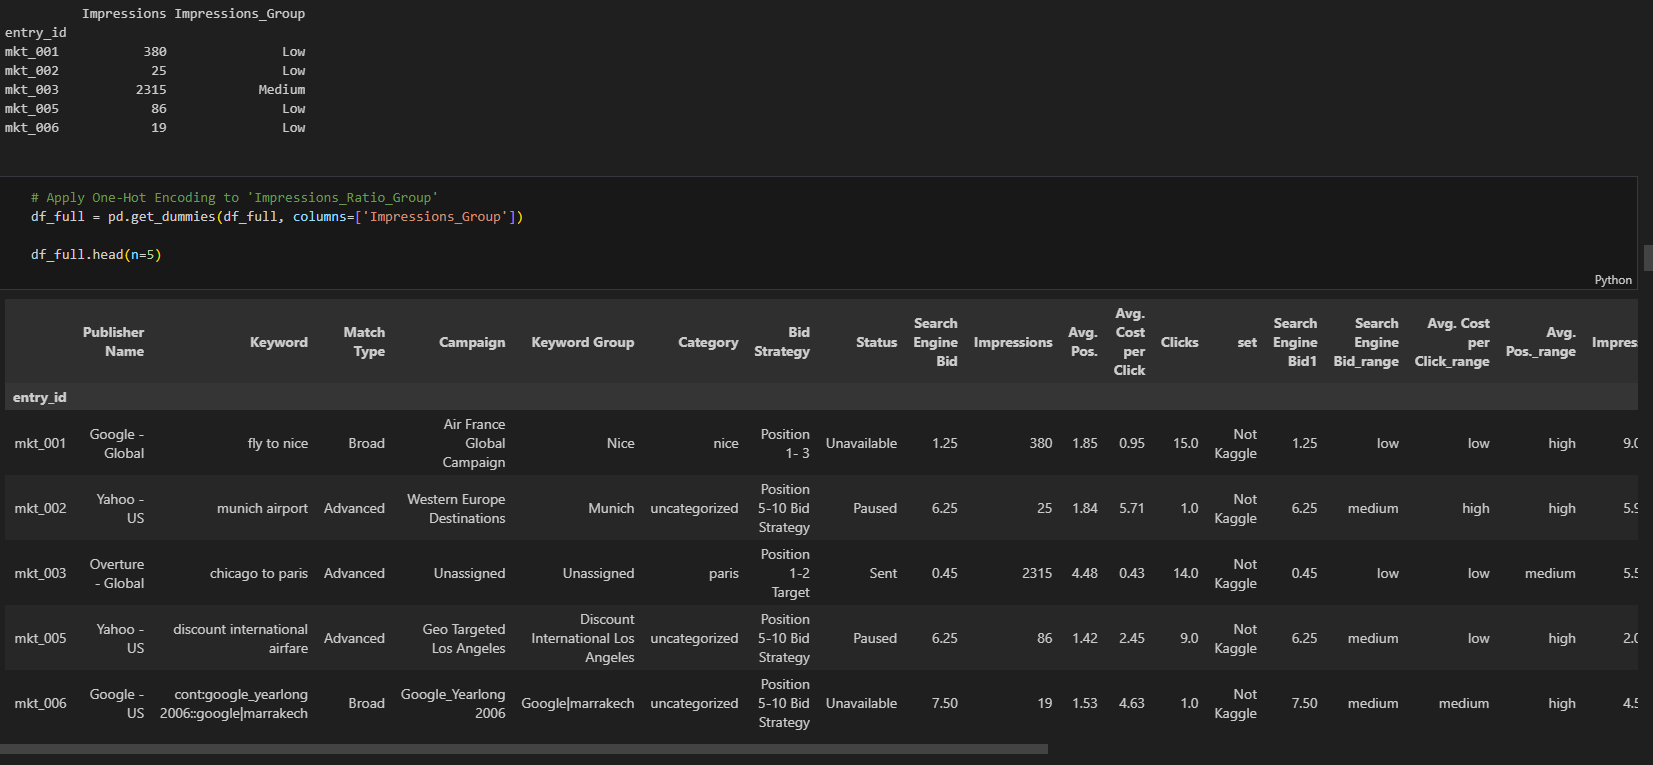 Impressions Impressions_Group
entry_id
mkt_001 380 Low
mkt_002 25 Low
mkt_003 2315 Medium
mkt_005 86 Low
mkt_006 19 Low
# Apply One-Hot Encoding to 'Impressions_Ratio_Group'
df_full = pd.get_dummies(df_full, columns=['Impressions_Group'])
df_full.head(n=5)
Python
Publisher Name Keyword Match Type Campaign Keyword Group Category Bid Strategy Status Search Engine Bid Impressions Avg. Pos. Avg. Cost per Click Clicks set Search Engine Bid1 Search Engine Bid_range Avg. Cost per Click_range Avg. Pos._range Impres
entry_id
mkt_001 Google - Global fly to nice Broad Air France Global Campaign Nice nice Position 1- 3 Unavailable 1.25 380 1.85 0.95 15.0 Not Kaggle 1.25 low low high 9.0
mkt_002 Yahoo - US munich airport Advanced Western Europe Destinations Munich uncategorized Position 5-10 Bid Strategy Paused 6.25 25 1.84 5.71 1.0 Not Kaggle 6.25 medium high high 5.9
mkt_003 Overture - Global chicago to paris Advanced Unassigned Unassigned paris Position 1-2 Target Sent 0.45 2315 4.48 0.43 14.0 Not Kaggle 0.45 low low medium 5.5
mkt_005 Yahoo - US discount international airfare Advanced Geo Targeted Los Angeles Discount International Los Angeles uncategorized Position 5-10 Bid Strategy Paused 6.25 86 1.42 2.45 9.0 Not Kaggle 6.25 medium low high 2.0
mkt_006 Google - US cont:google_yearlong 2006::google|marrakech Broad Google_Yearlong 2006 Google|marrakech uncategorized Position 5-10 Bid Strategy Unavailable 7.50 19 1.53 4.63 1.0 Not Kaggle 7.50 medium medium high 4.5